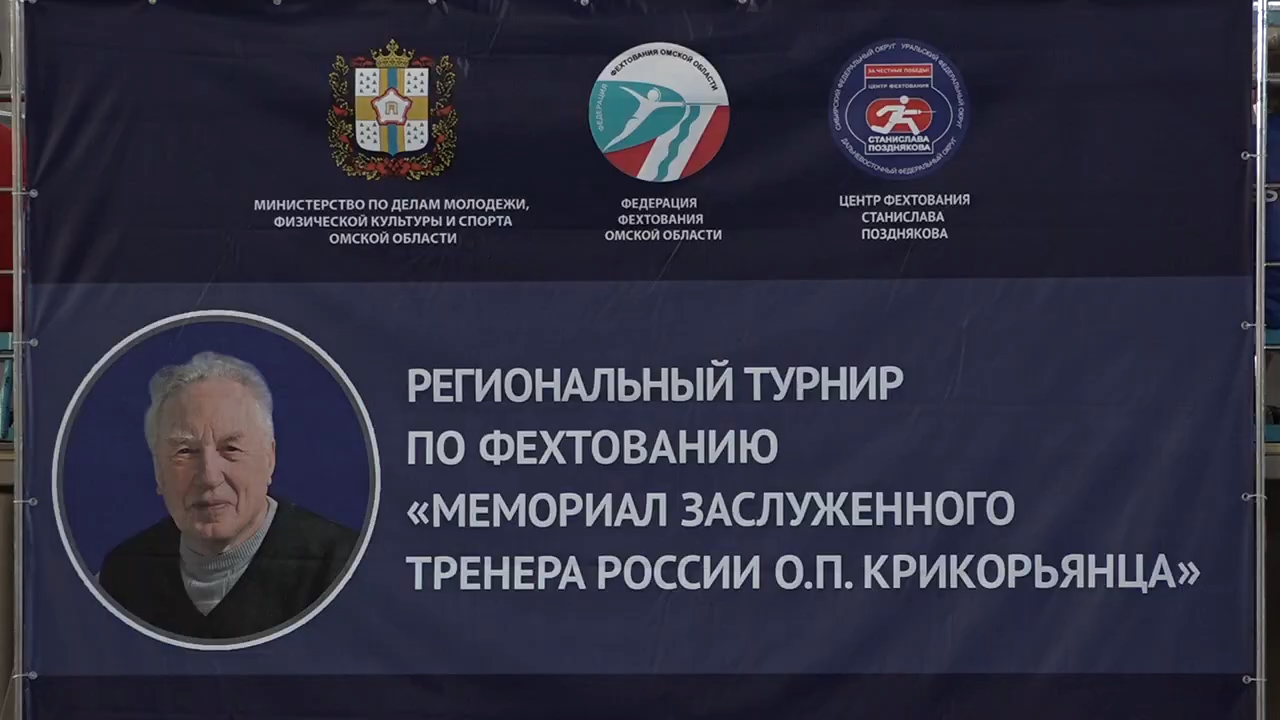 ФЕДЕРАЦИЯ ФЕХТОВАНИЯ ОМСКОЙ ОБЛАСТИ
СИБИРСКИЙ ФЕДЕРАЛЬНЫЙ ОКРУГ УРАЛЬСКИЙ ФЕДЕРАЛЬНЫЙ ОКРУГ
ДАЛЬНЕВОСТОЧНЫЙ ФЕДЕРАЛЬНЫЙ ОКРУГ
ЗА ЧЕСТНЫЕ ПОБЕДЫ!
ЦЕНТР ФЕХТОВАНИЯ
СТАНИСЛАВА
ПОЗДНЯКОВА
МИНИСТЕРСТВО ПО ДЕЛАМ МОЛОДЕЖИ,
ФИЗИЧЕСКОЙ КУЛЬТУРЫ И СПОРТА
ОМСКОЙ ОБЛАСТИ
ФЕДЕРАЦИЯ
ФЕХТОВАНИЯ
ОМСКОЙ ОБЛАСТИ
ЦЕНТР ФЕХТОВАНИЯ
СТАНИСЛАВА
ПОЗДНЯКОВА
РЕГИОНАЛЬНЫЙ ТУРНИР
ПО ФЕХТОВАНИЮ
«МЕМОРИАЛ ЗАСЛУЖЕННОГО
ТРЕНЕРА РОССИИ О.П. КРИКОРЬЯНЦА»